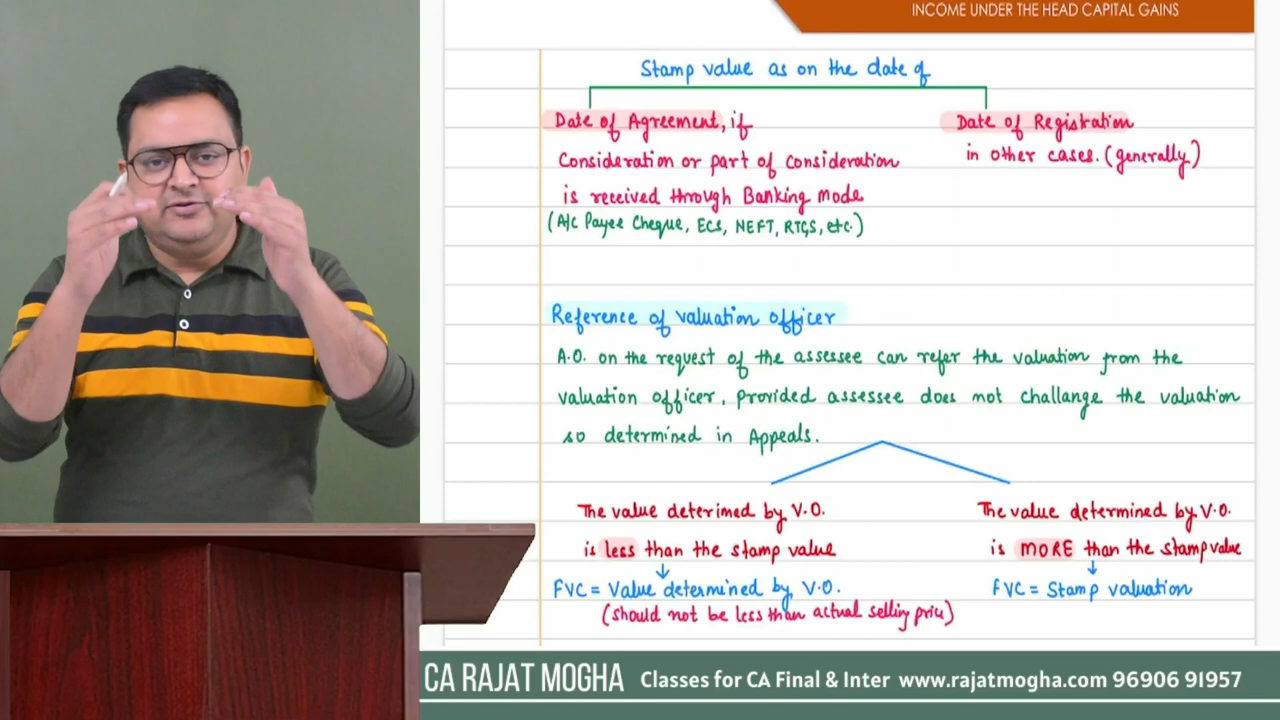 INCOME UNDER THE HEAD CAPITAL GAINS
Stamp value as on the date of
Date of Agreement, if
Consideration or part of consideration
is received through Banking mode
(A/c Payee Cheque, ECS, NEFT, RTGS, etc.)
Date of Registration
in other cases. (generally)
Reference of valuation officer
A.O. on the request of the assessee can refer the valuation from the
valuation officer, provided assessee does not challange the valuation
so determined in Appeals.
The value deterimed by V.O.
is less than the stamp value
FVC = Value determined by V.O.
(should not be less than actual selling price)
The value determined by V.O.
is MORE than the stamp value
FVC = Stamp valuation
CA RAJAT MOGHA Classes for CA Final & Inter www.rajatmogha.com 96906 91957